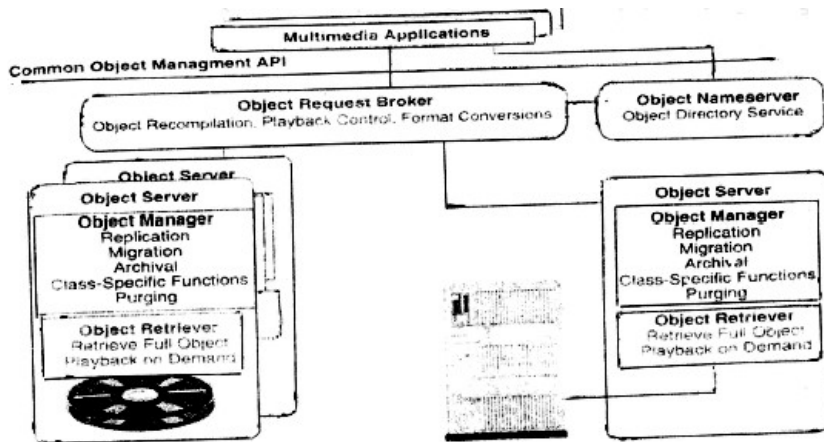 Multimedia Applications
Common Object Managment API
Object Request Broker
Object Recompilation, Playback Control, Format Conversions
Object Nameserver
Object Directory Service
Object Server
Object Server
Object Manager
Replication
Migration
Archival
Class-Specific Functions
Purging
Object Retriever
Retrieve Full Object
Playback on Demand
Object Server
Object Manager
Replication
Migration
Archival
Class-Specific Functions
Purging
Object Retriever
Retrieve Full Object
Playback on Demand